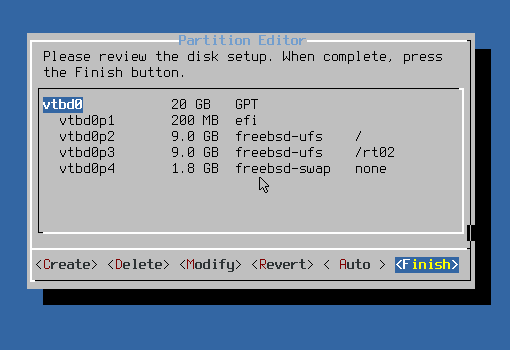 Partition Editor
Please review the disk setup. When complete, press
the Finish button.
vtbd0 20 GB GPT
vtbd0p1 200 MB efi
vtbd0p2 9.0 GB freebsd-ufs /
vtbd0p3 9.0 GB freebsd-ufs /rt02
vtbd0p4 1.8 GB freebsd-swap none
<Create> <Delete> <Modify> <Revert> < Auto > <Finish>